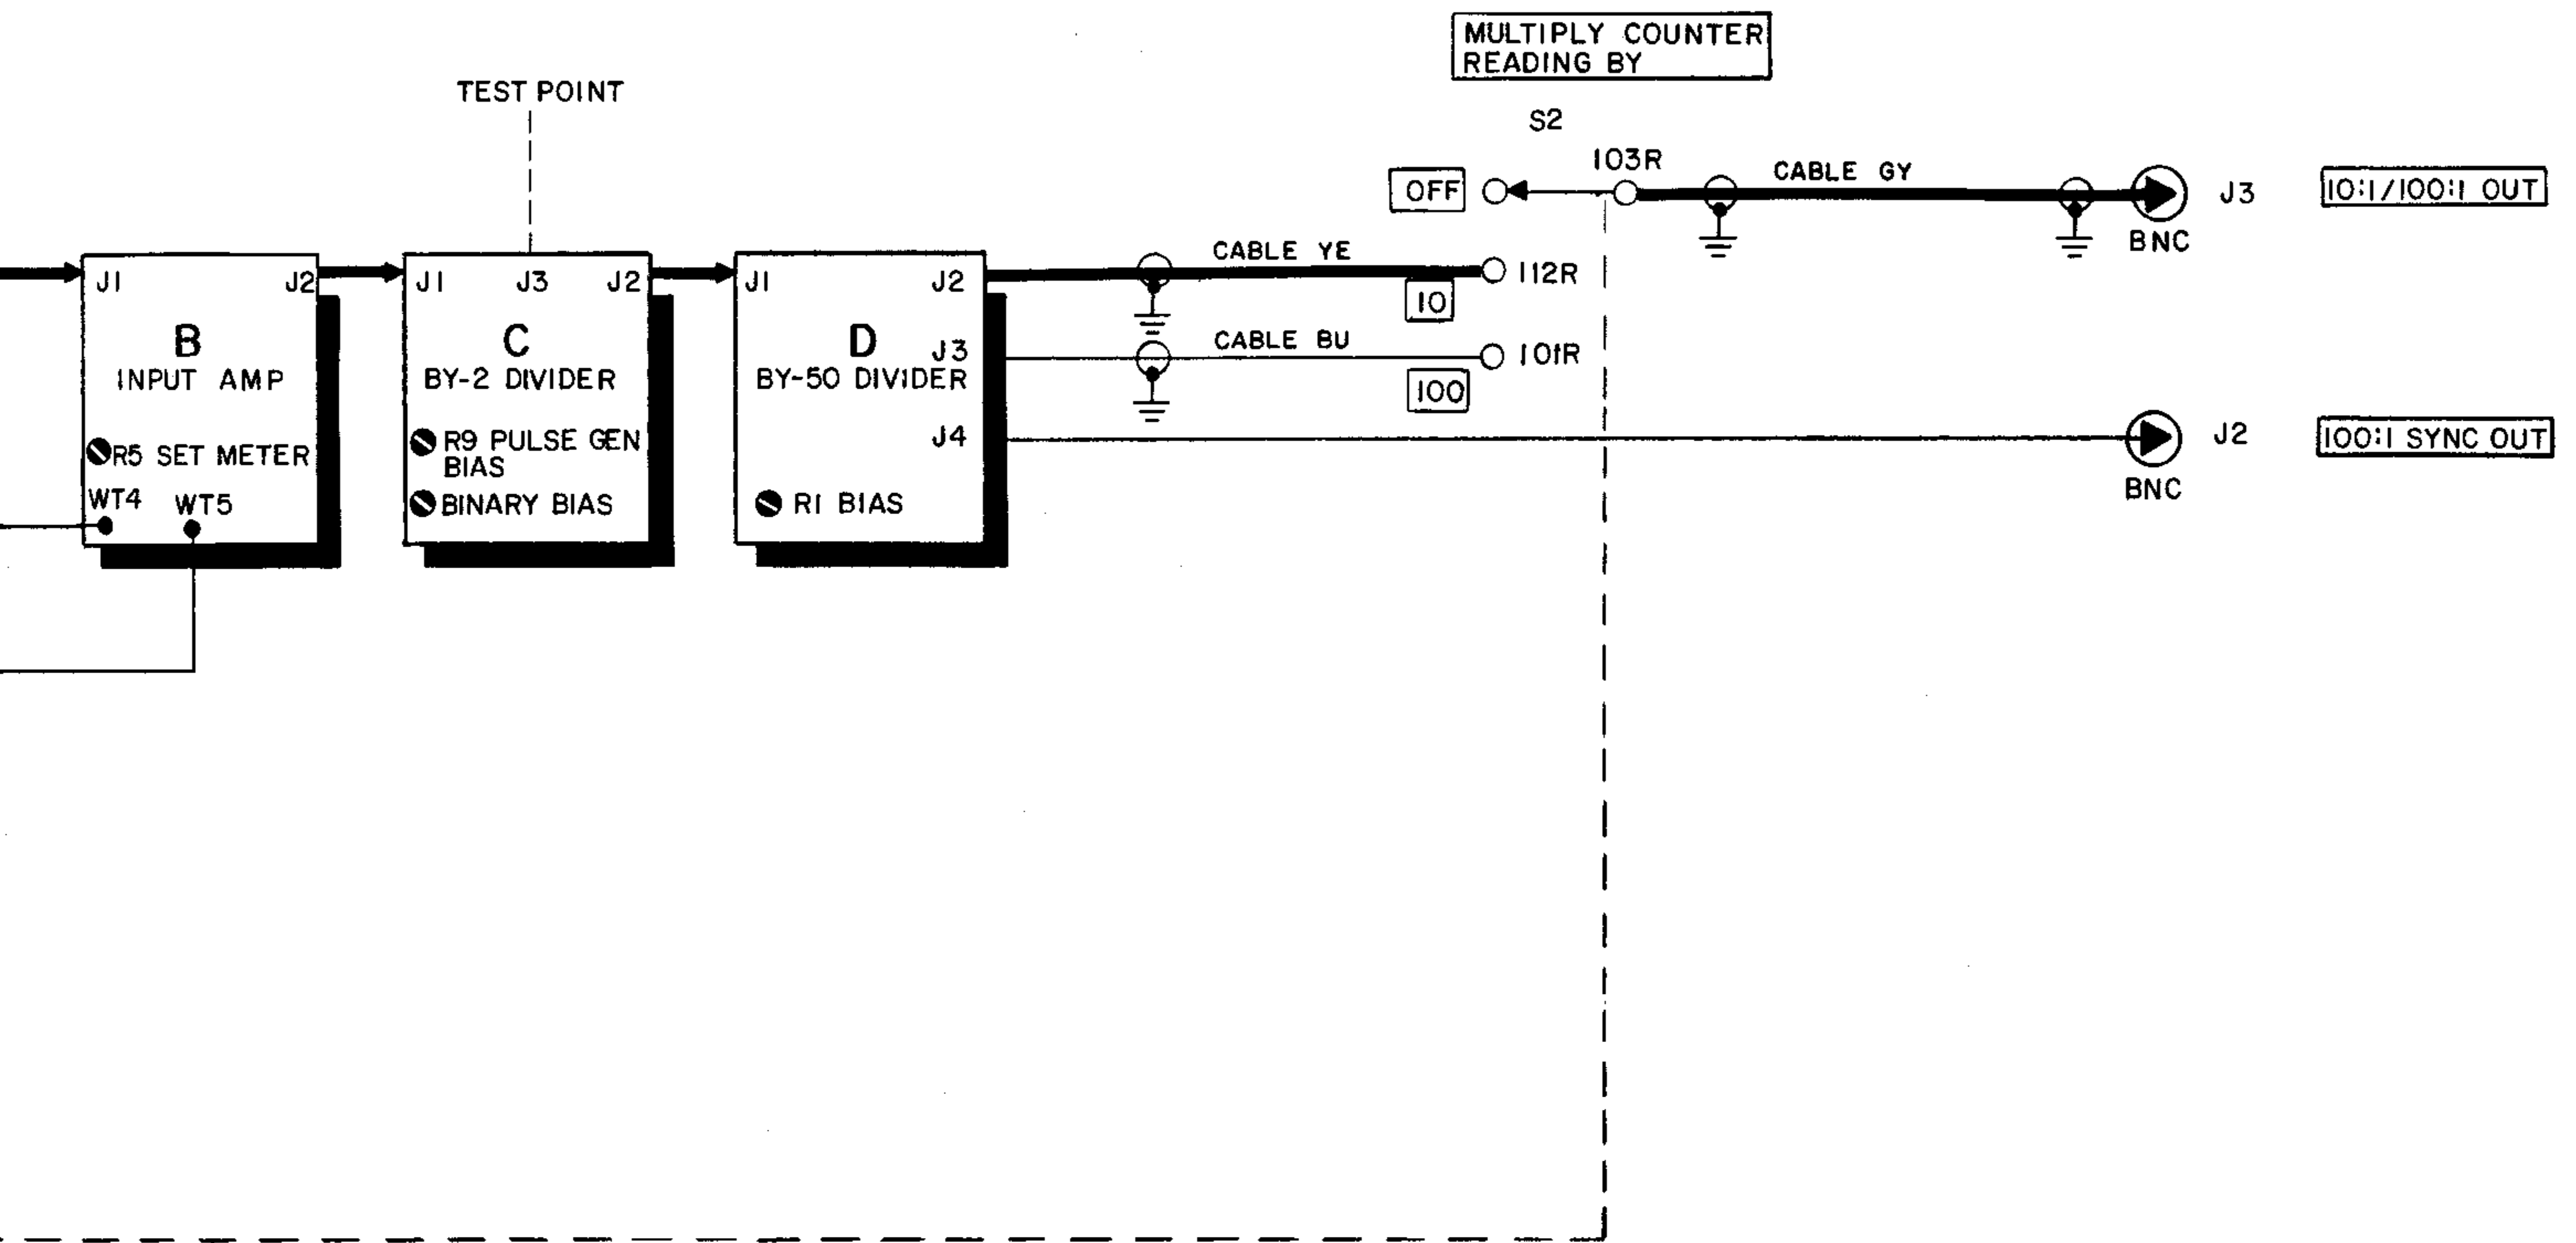 MULTIPLY COUNTER
READING BY
TEST POINT
S2
103R
CABLE GY
OFF
J3
10:1/100:1 OUT
BNC
CABLE YE
112R
10
J1
J2
J1
J3
J2
J1
J2
B
INPUT AMP
C
BY-2 DIVIDER
D
BY-50 DIVIDER
J3
CABLE BU
101R
100
J4
J2
100:1 SYNC OUT
BNC
R5 SET METER
WT4
WT5
R9 PULSE GEN
BIAS
BINARY BIAS
R1 BIAS